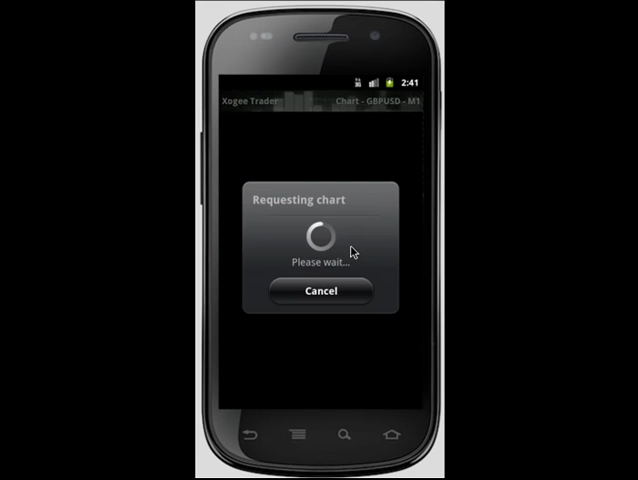 2:41
Xogee Trader Chart - GBPUSD - M1
Requesting chart
Please wait...
Cancel